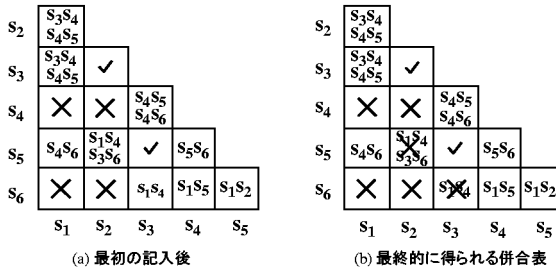 s2 s3s4 s4s5
s3 s3s4 s4s5 ✓
s4 × × s4s5 s4s6
s5 s4s6 s1s4 s3s6 ✓ s5s6
s6 × × s1s4 s1s5 s1s2
s1 s2 s3 s4 s5
(a) 最初の記入後
s2 s3s4 s4s5
s3 s3s4 s4s5 ✓
s4 × × s4s5 s4s6
s5 s4s6 s1s4 s3s6 ✓ s5s6
s6 × × s1s4 s1s5 s1s2
s1 s2 s3 s4 s5
(b) 最終的に得られる併合表